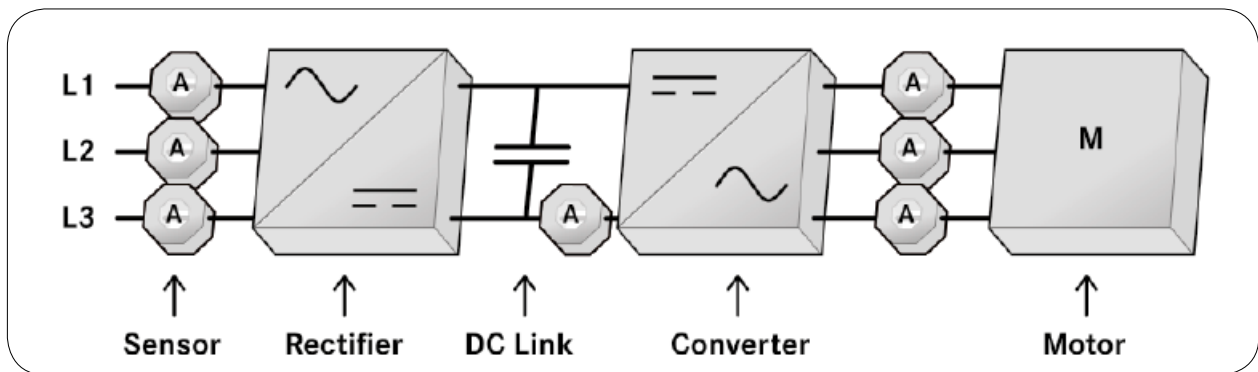 L1 A A
L2 A A M
L3 A A A
Sensor Rectifier DC Link Converter Motor